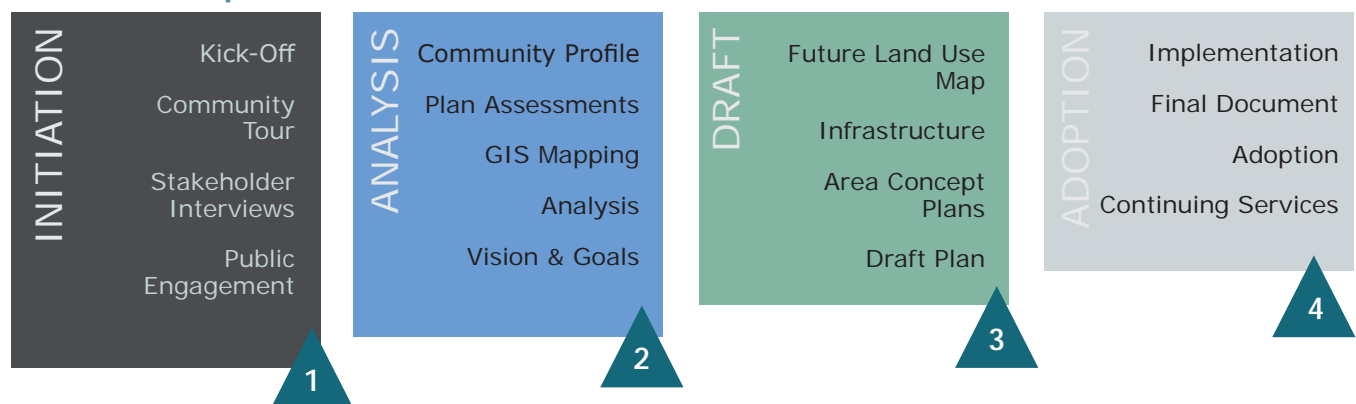 INITIATION
Kick-Off
Community
Tour
Stakeholder
Interviews
Public
Engagement
1
ANALYSIS
Community Profile
Plan Assessments
GIS Mapping
Analysis
Vision & Goals
2
DRAFT
Future Land Use
Map
Infrastructure
Area Concept
Plans
Draft Plan
3
ADOPTION
Implementation
Final Document
Adoption
Continuing Services
4